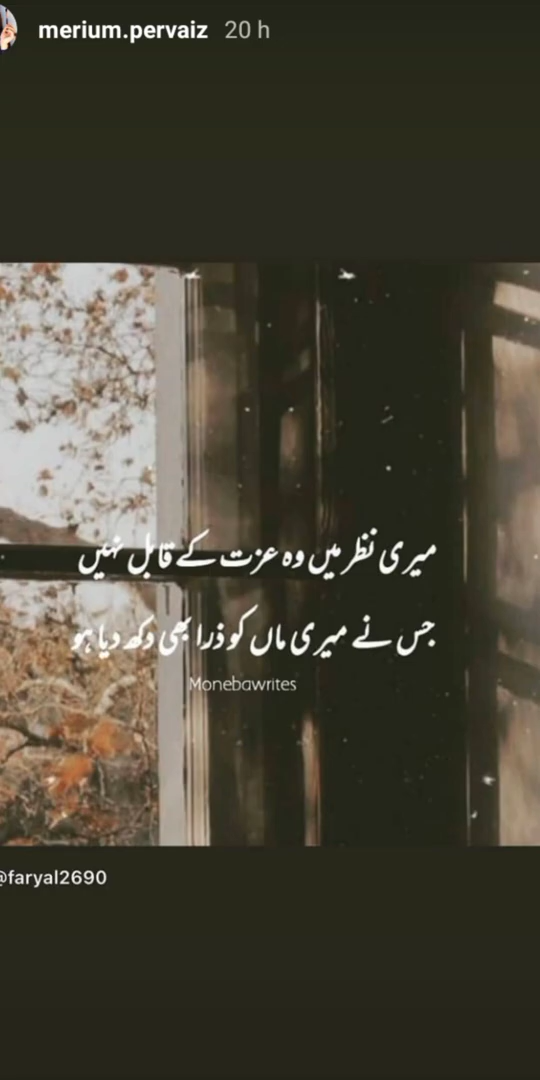 merium.pervaiz 20 h
میری نظر میں وہ عزت کے قابل نہیں
جس نے میری ماں کو ذرا بھی دکھ دیا ہو
Monebawrites
@faryal2690